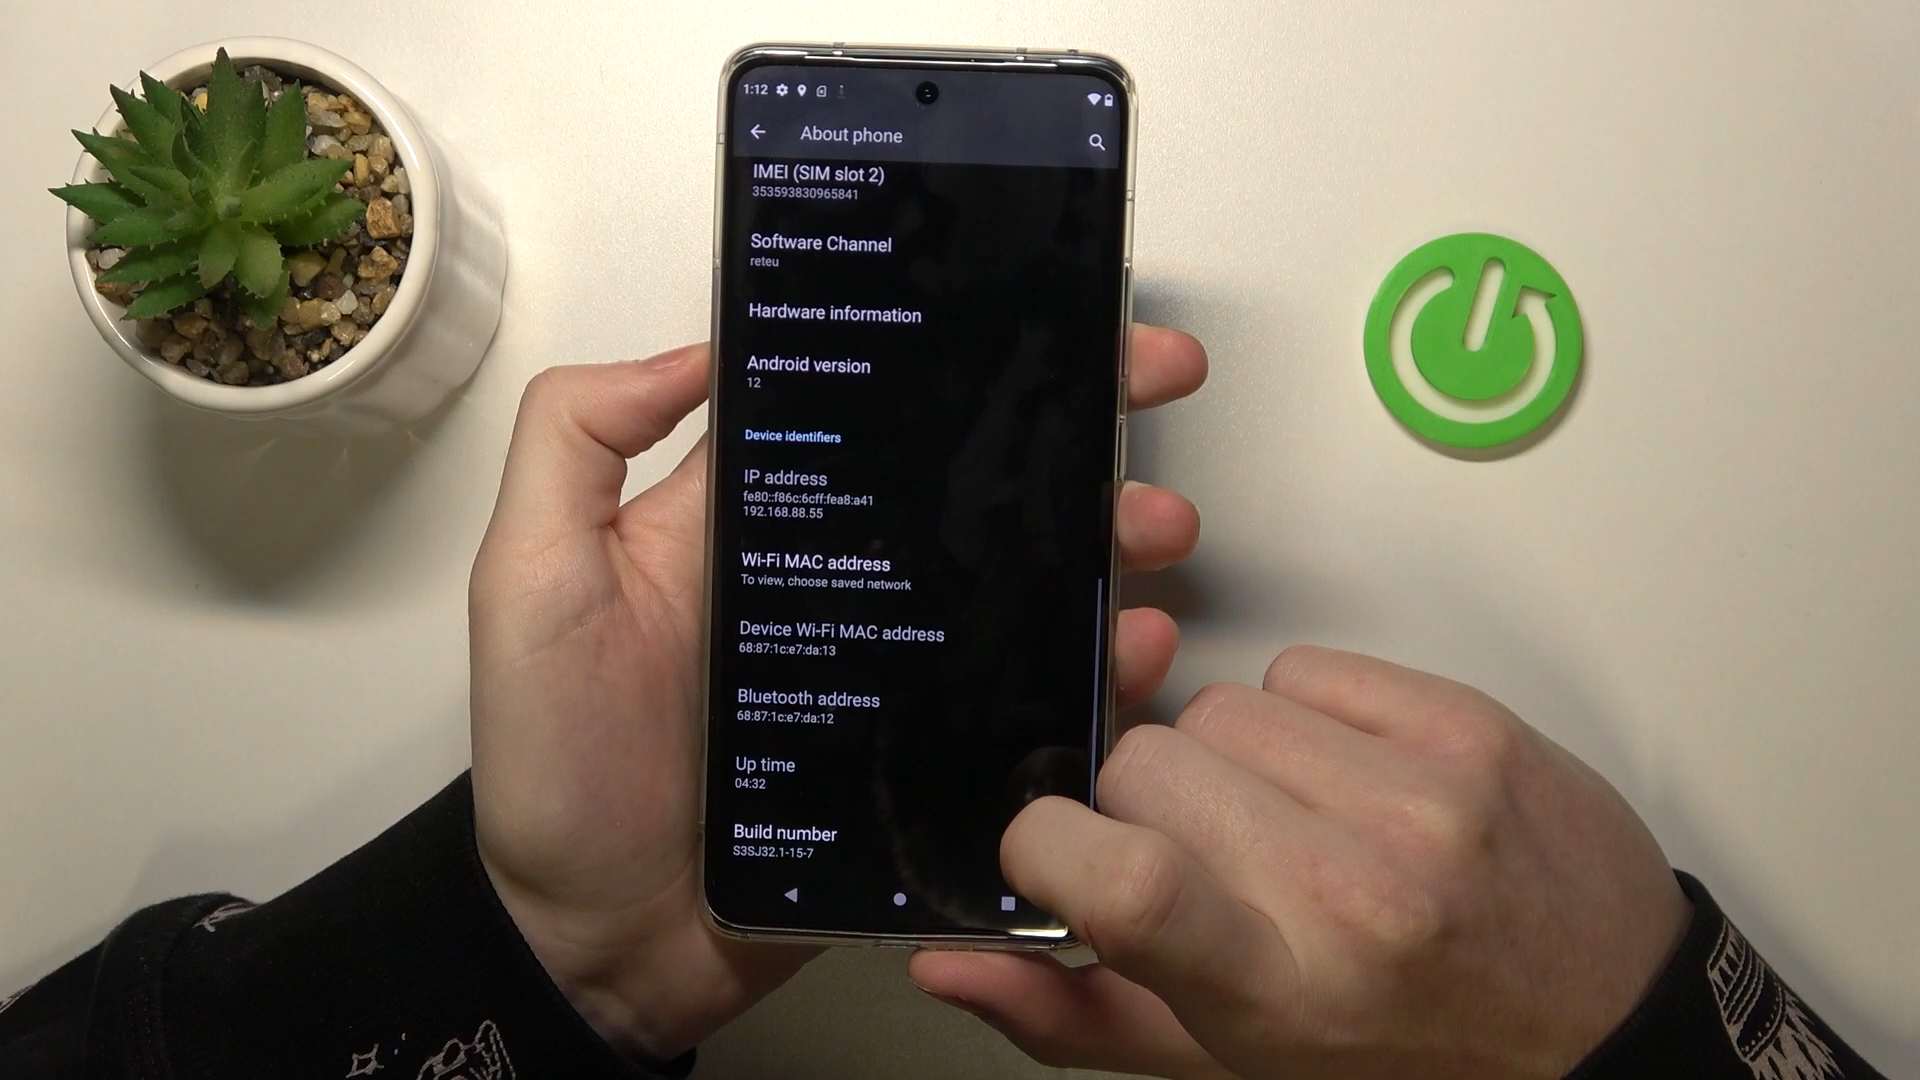 1:12
About phone
IMEI (SIM slot 2)
353593830965841
Software Channel
reteu
Hardware information
Android version
12
Device identifiers
IP address
fe80::f86c:6cff:fea8:a41
192.168.88.55
Wi-Fi MAC address
To view, choose saved network
Device Wi-Fi MAC address
68:87:1c:e7:da:13
Bluetooth address
68:87:1c:e7:da:12
Up time
04:32
Build number
S3SJ32.1-15-7